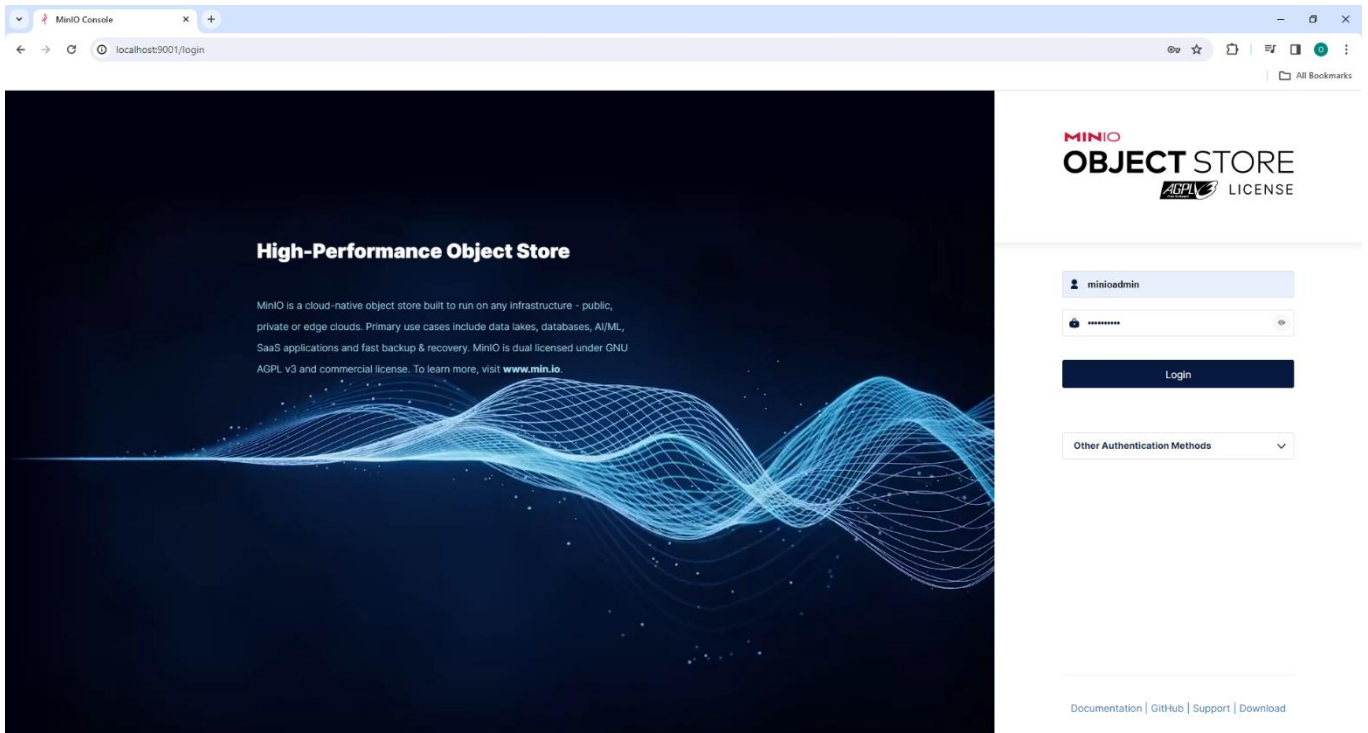 MinIO Console
localhost:9001/login
All Bookmarks
MINIO
OBJECT STORE
AGPLv3 LICENSE
High-Performance Object Store
MinIO is a cloud-native object store built to run on any infrastructure - public,
private or edge clouds. Primary use cases include data lakes, databases, AI/ML,
SaaS applications and fast backup & recovery. MinIO is dual licensed under GNU
AGPL v3 and commercial license. To learn more, visit www.min.io.
minioadmin
••••••••••
Login
Other Authentication Methods
Documentation | GitHub | Support | Download